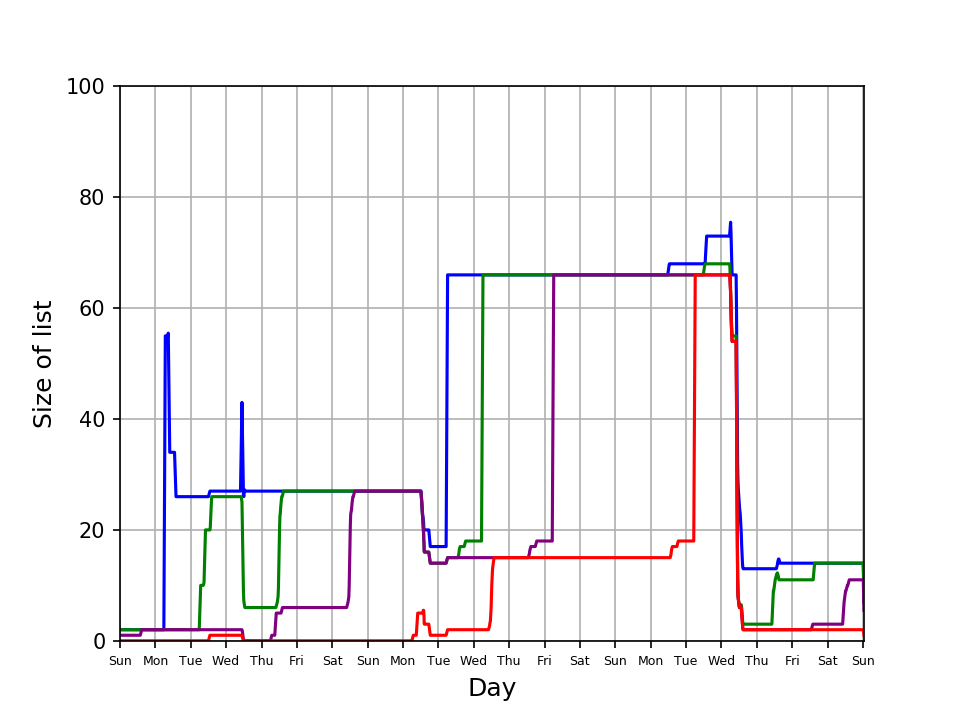 100
80
60
40
20
0
Size of list
Sun Mon Tue Wed Thu Fri Sat Sun Mon Tue Wed Thu Fri Sat Sun Mon Tue Wed Thu Fri Sat Sun
Day